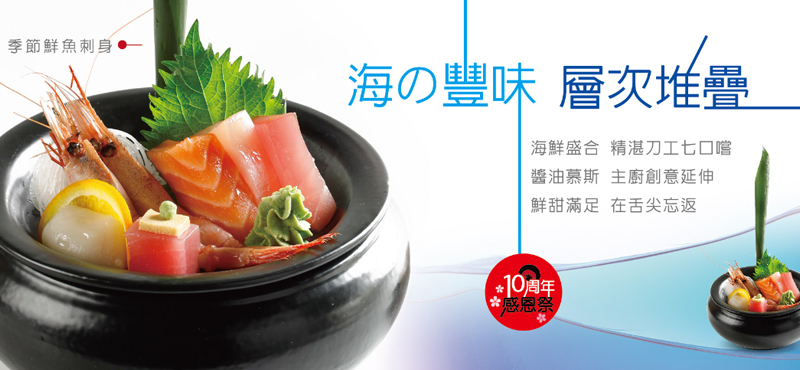 季節鮮魚刺身
海の豐味 層次堆疊
海鮮盛合 精湛刀工七口嚐
醬油慕斯 主廚創意延伸
鮮甜滿足 在舌尖忘返
10周年
感恩祭